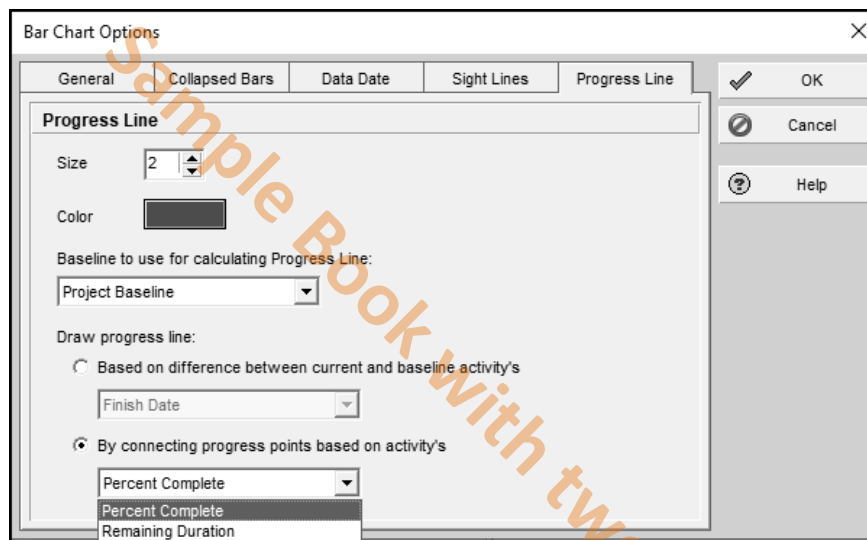 Bar Chart Options
General Collapsed Bars Data Date Sight Lines Progress Line
OK
Cancel
Help
Progress Line
Size 2
Color
Baseline to use for calculating Progress Line:
Project Baseline
Draw progress line:
Based on difference between current and baseline activity's
Finish Date
By connecting progress points based on activity's
Percent Complete
Percent Complete
Remaining Duration
Sample Book with two